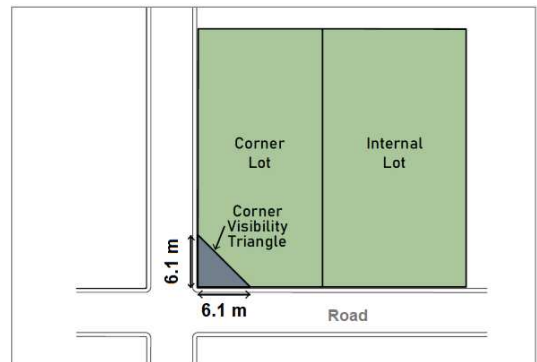 Corner
Lot
Internal
Lot
Corner
Visibility
Triangle
6.1 m
6.1 m
Road